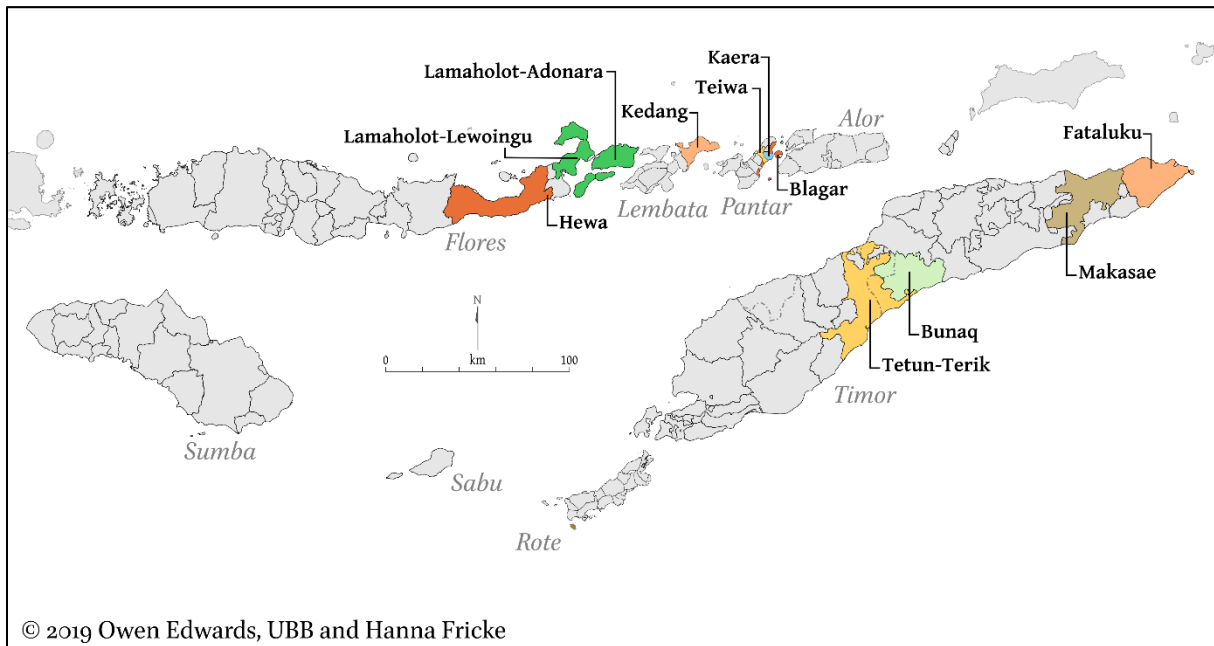 Kaera
Lamaholot-Adonara
Teiwa
Kedang
Alor
Lamaholot-Lewoingu
Fataluku
Blagar
Lembata
Pantar
Hewa
Flores
Makasae
N
Bunaq
km
0
100
Tetun-Terik
Timor
Sumba
Sabu
Rote
© 2019 Owen Edwards, UBB and Hanna Fricke